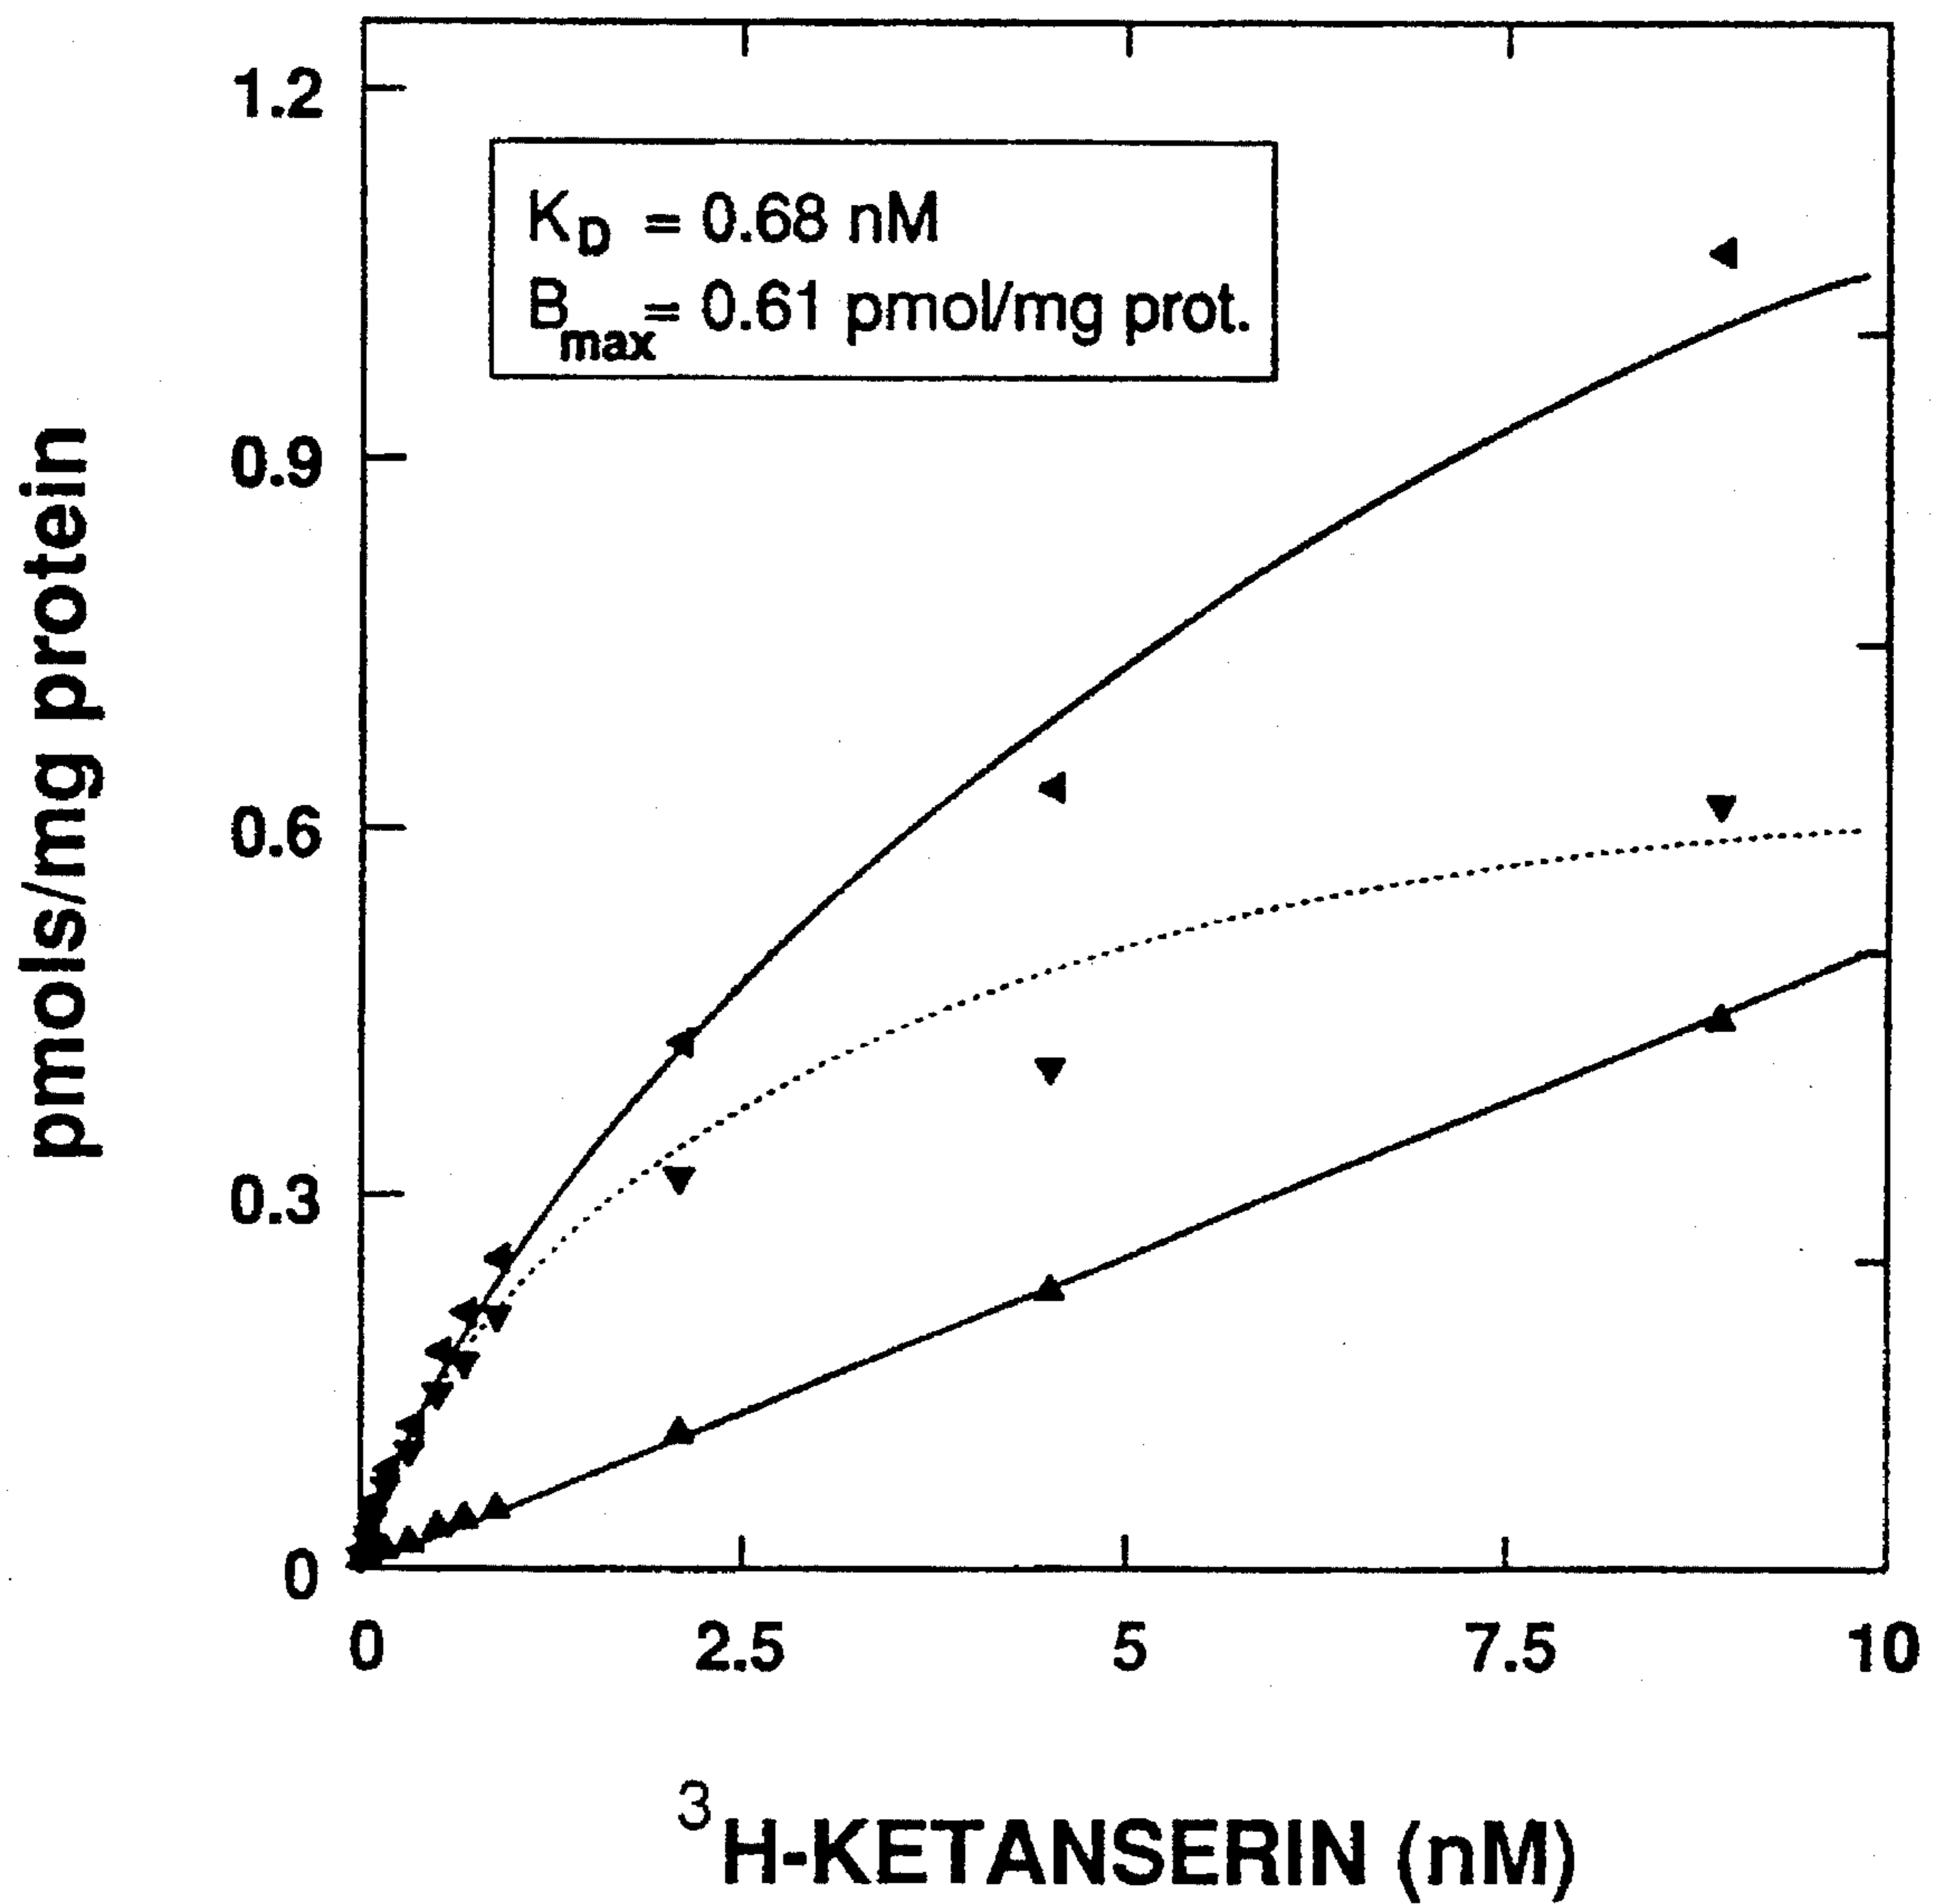 pmols/mg protein
1.2
0.9
0.6
0.3
0
K_D = 0.68 nM
B_max = 0.61 pmol/mg prot.
0 2.5 5 7.5 10
³H-KETANSERIN (nM)